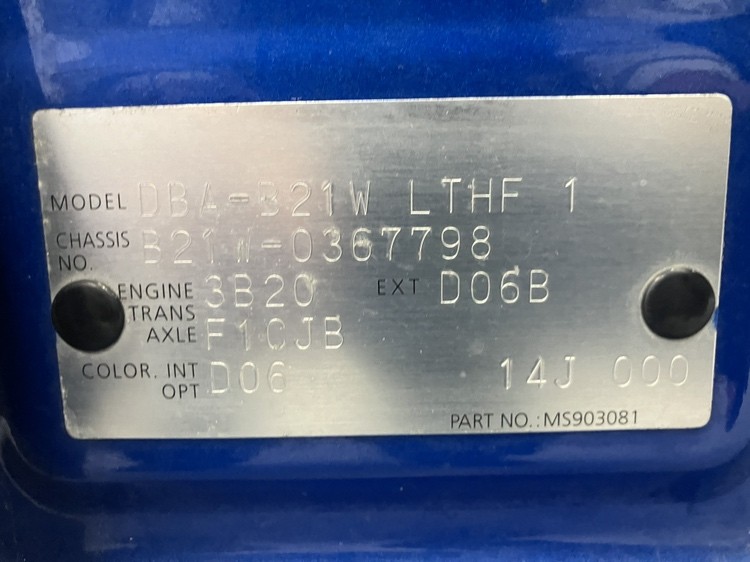 MODEL DBA-B21W LTHF 1
CHASSIS NO. B21W-0367798
ENGINE 3B20 EXT D06B
TRANS AXLE F1CJB
COLOR. INT OPT D06 14J 000
PART NO.:MS903081